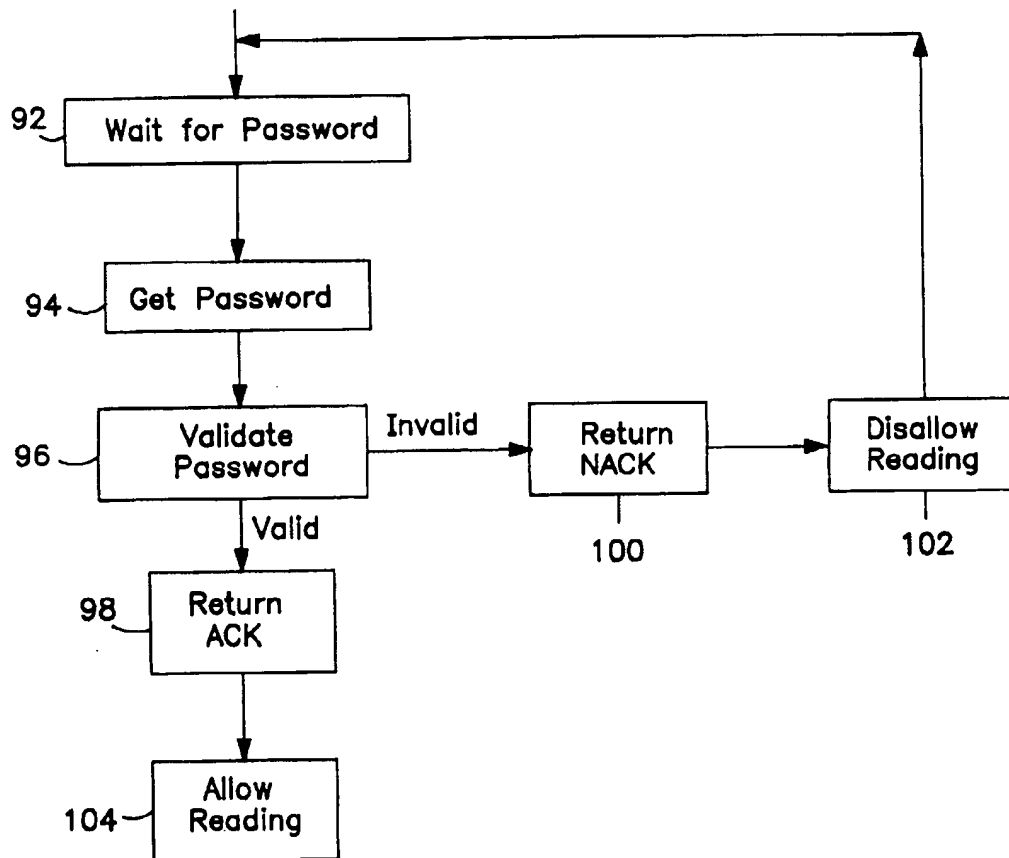 92
Wait for Password
94
Get Password
96
Validate
Password
Invalid
Return
NACK
100
Disallow
Reading
102
Valid
98
Return
ACK
104
Allow
Reading